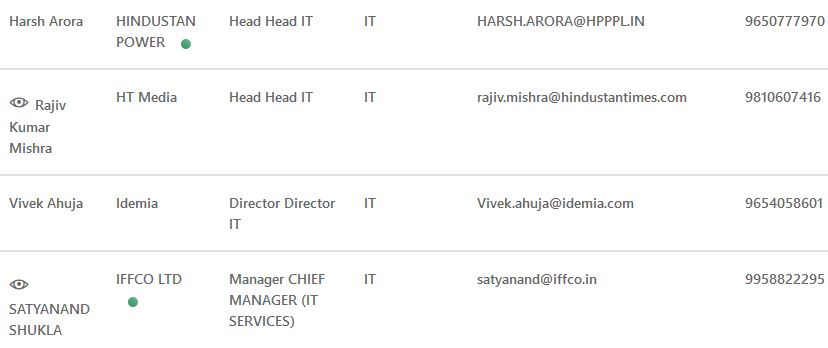 Harsh Arora HINDUSTAN Head Head IT IT HARSH.ARORA@HPPPL.IN 9650777970
POWER
Rajiv HT Media Head Head IT IT rajiv.mishra@hindustantimes.com 9810607416
Kumar
Mishra
Vivek Ahuja Idemia Director Director IT Vivek.ahuja@idemia.com 9654058601
IT
IFFCO LTD Manager CHIEF IT satyanand@iffco.in 9958822295
SATYANAND MANAGER (IT
SHUKLA SERVICES)